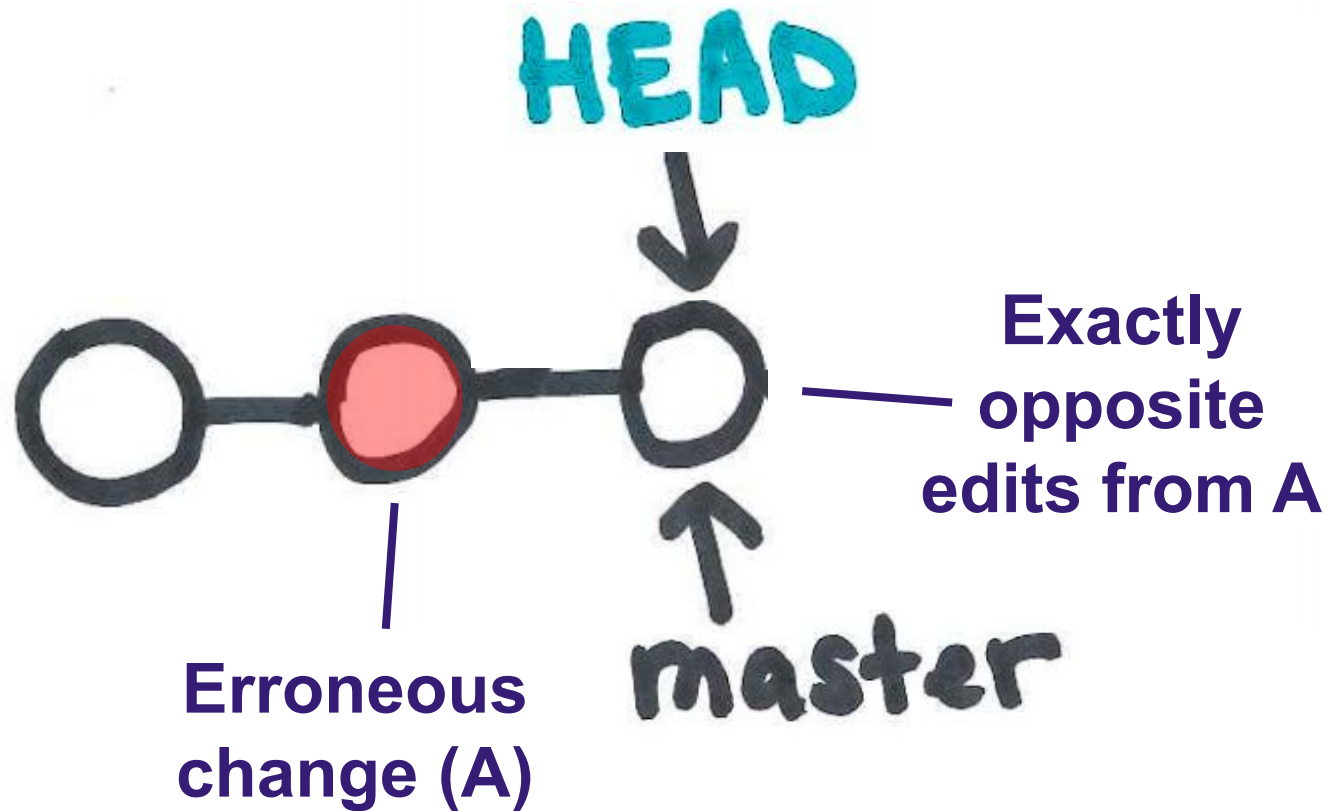 HEAD
Exactly
opposite
edits from A
master
Erroneous
change (A)